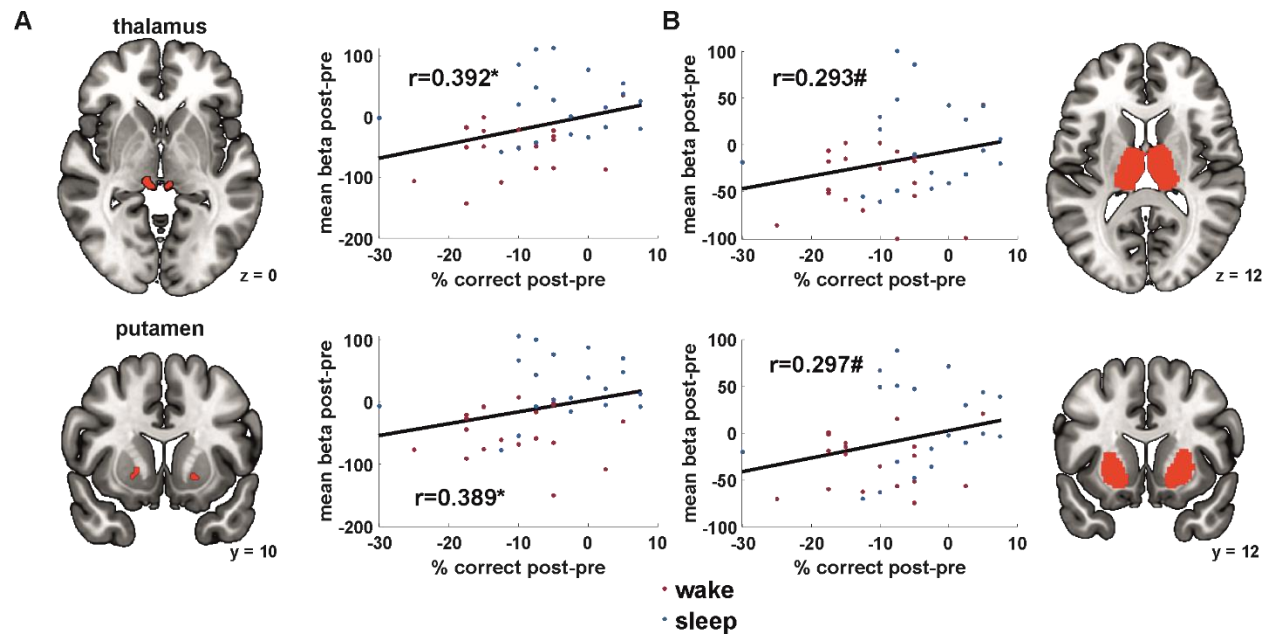 A
thalamus
z = 0
mean beta post-pre
100
0
-100
-200
r=0.392*
-30
-20
-10
0
10
% correct post-pre
B
mean beta post-pre
100
50
0
-50
-100
r=0.293#
-30
-20
-10
0
10
% correct post-pre
z = 12
putamen
y = 10
mean beta post-pre
100
0
-100
-200
r=0.389*
-30
-20
-10
0
10
% correct post-pre
mean beta post-pre
100
50
0
-50
-100
r=0.297#
-30
-20
-10
0
10
% correct post-pre
y = 12
wake
sleep